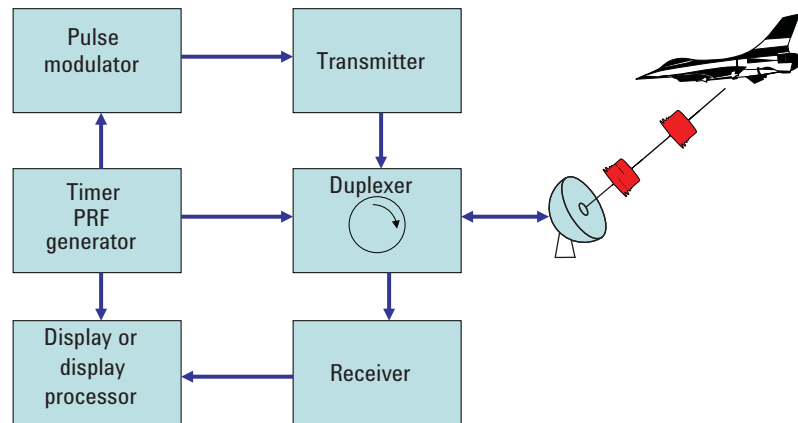 Pulse
modulator
Transmitter
Timer
PRF
generator
Duplexer
Display or
display
processor
Receiver